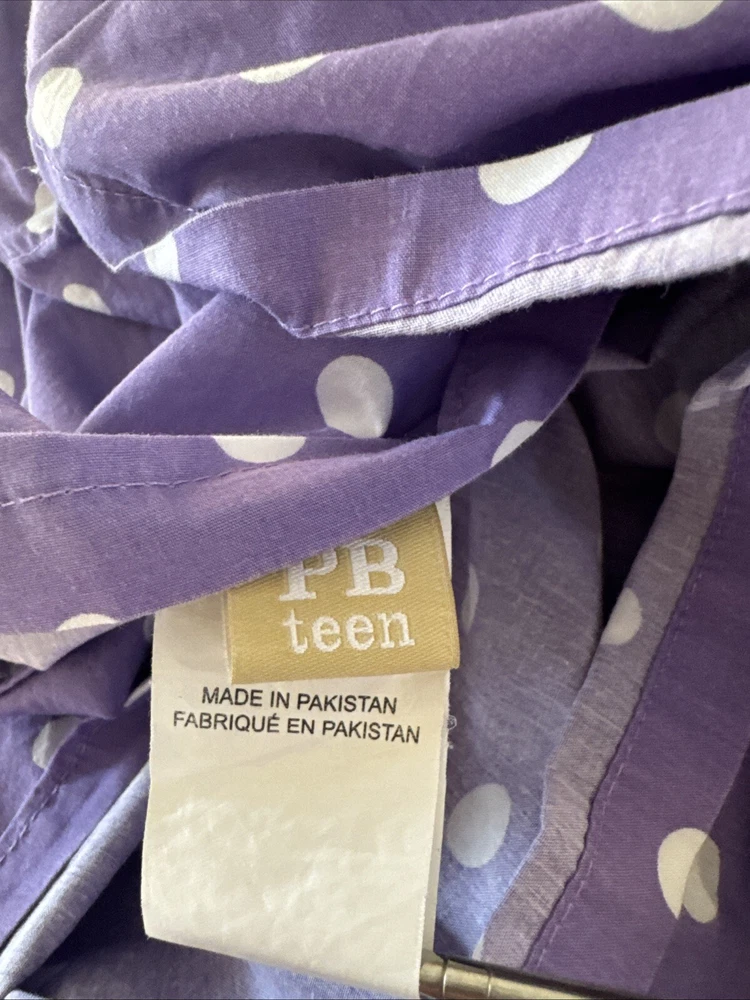 PB
teen
MADE IN PAKISTAN
FABRIQUÉ EN PAKISTAN